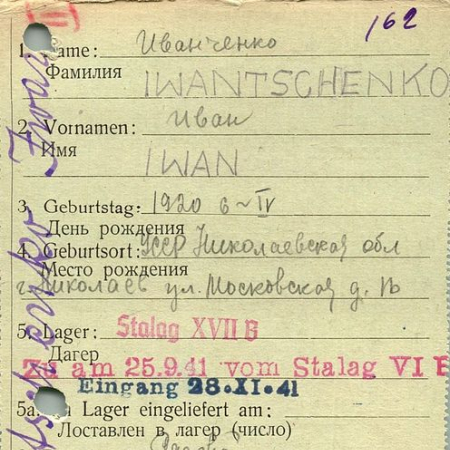 162
1. Name: Иванченко
Фамилия IWANTSCHENKO
2. Vornamen: Иван
Имя IWAN
3. Geburtstag: 1920 6 ~ IV
День рождения
4. Geburtsort: УССР Николаевская обл
Место рождения
г. Николаев ул. Московская д.
5. Lager: Stalag XVII B
Лагер
Zu am 25.9.41 vom Stalag VI B
Eingang 28.XI.41
5a. Lager eingeliefert am:
Доставлен в лагер (число)
Iwan